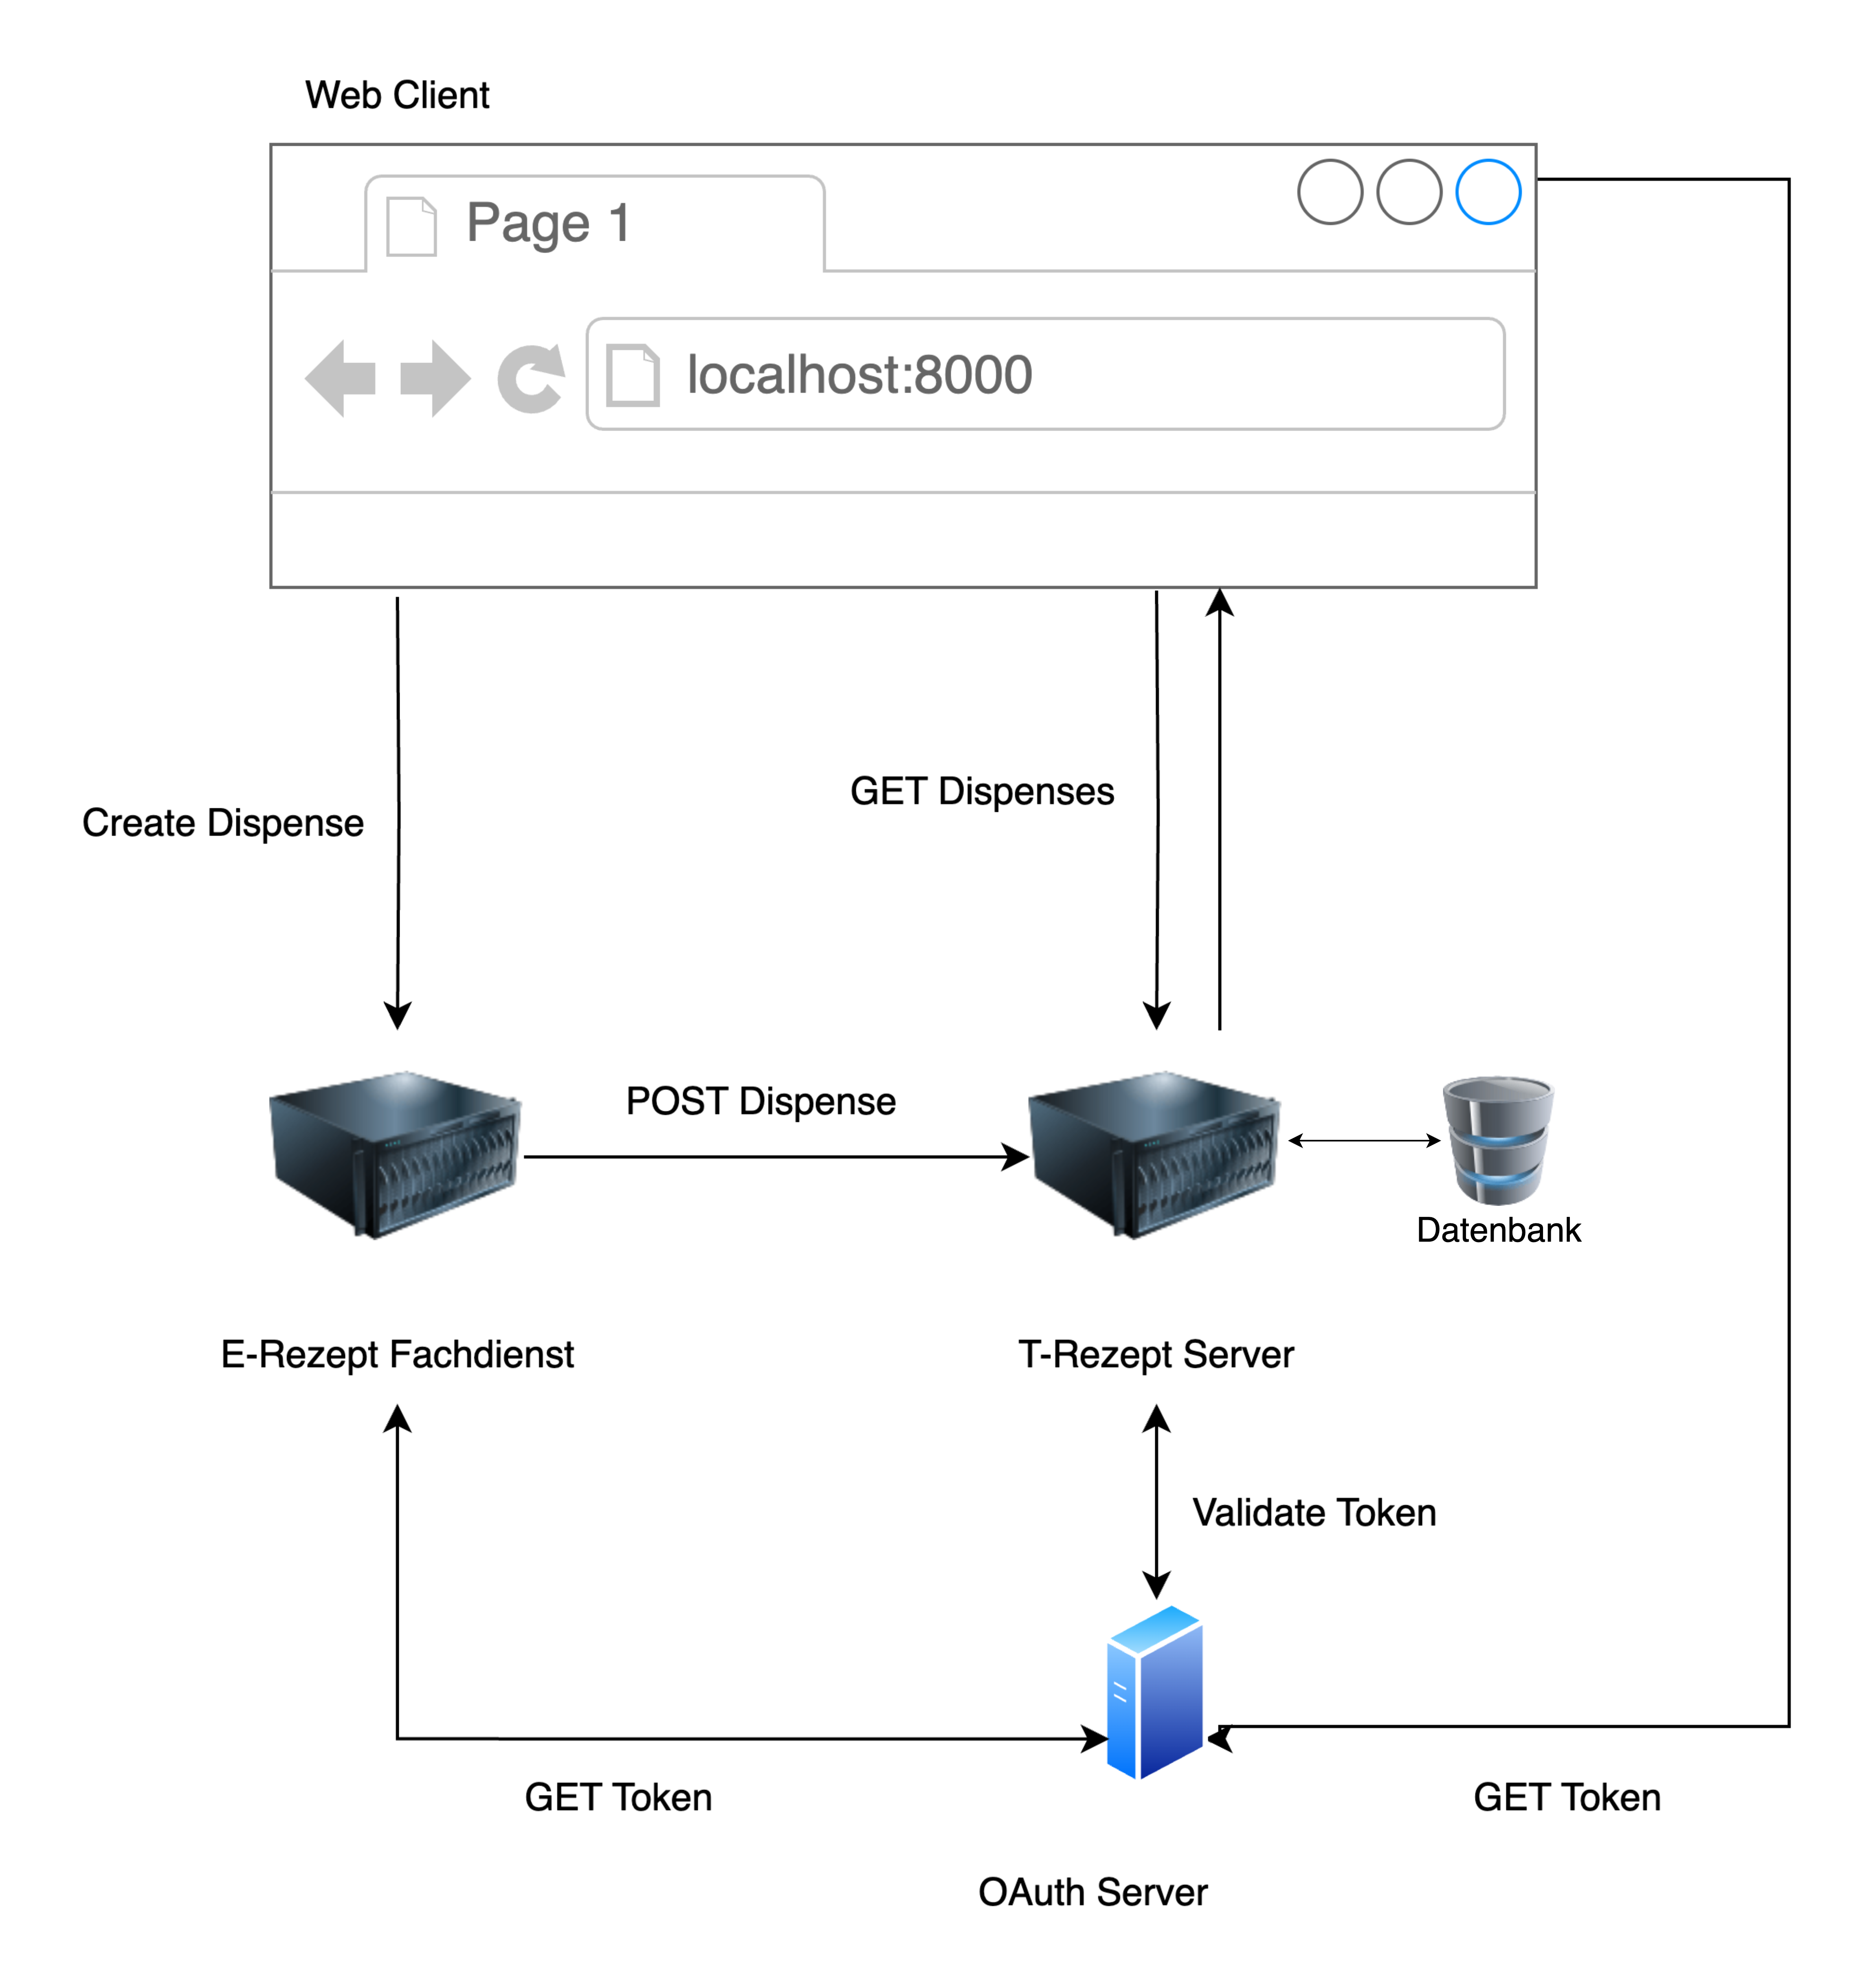 Web Client
Page 1
localhost:8000
GET Dispenses
Create Dispense
POST Dispense
Datenbank
E-Rezept Fachdienst
T-Rezept Server
Validate Token
GET Token
GET Token
OAuth Server